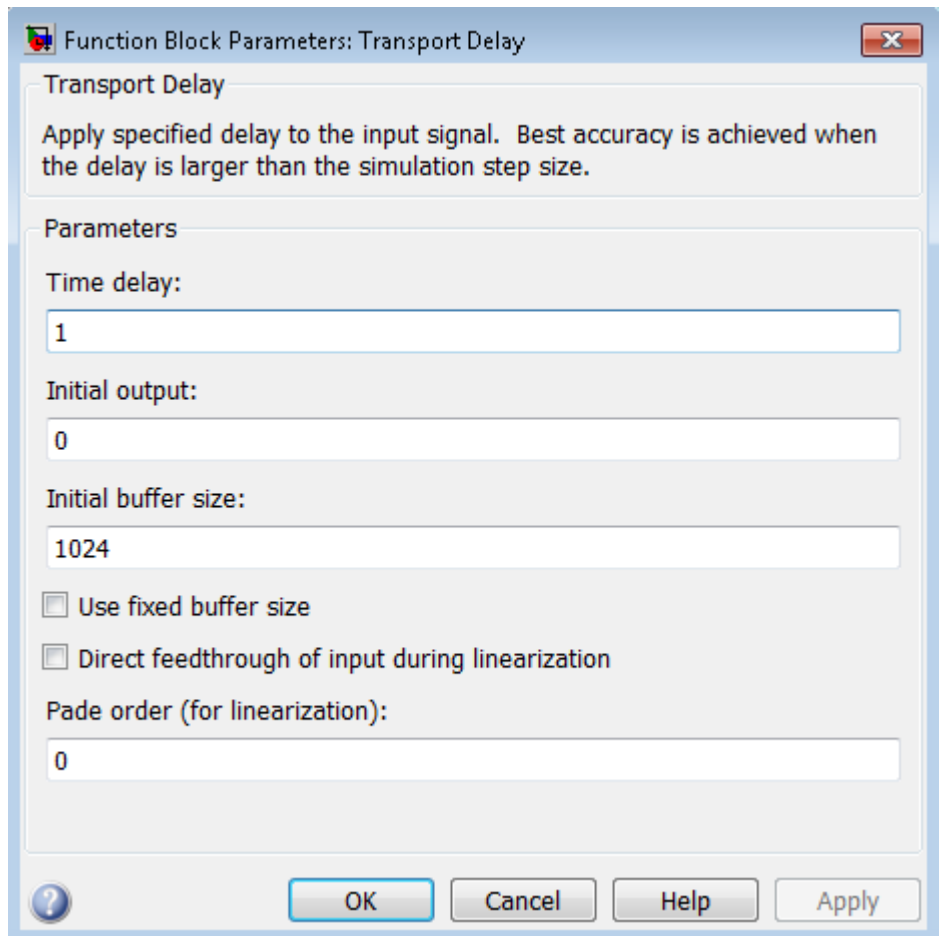 Function Block Parameters: Transport Delay
Transport Delay
Apply specified delay to the input signal.  Best accuracy is achieved when
the delay is larger than the simulation step size.
Parameters
Time delay:
1
Initial output:
0
Initial buffer size:
1024
Use fixed buffer size
Direct feedthrough of input during linearization
Pade order (for linearization):
0
? OK Cancel Help Apply